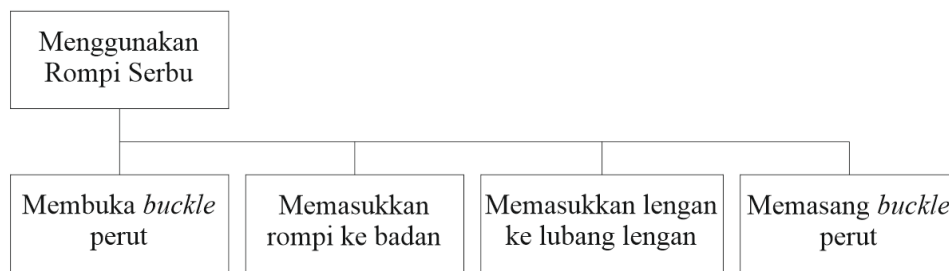 Menggunakan
Rompi Serbu
Membuka buckle
perut
Memasukkan
rompi ke badan
Memasukkan lengan
ke lubang lengan
Memasang buckle
perut